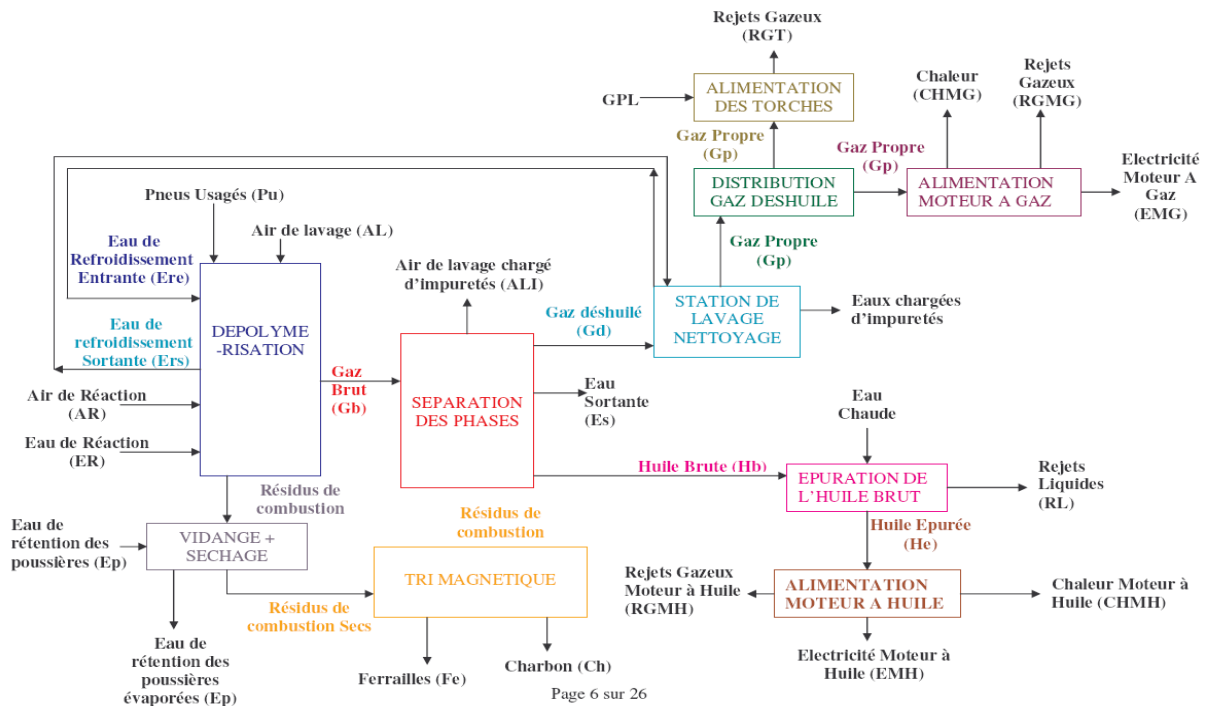 Rejets Gazeux
(RGT)
GPL
ALIMENTATION
DES TORCHES
Chaleur
(CHMG)
Rejets
Gazeux
(RGMG)
Gaz Propre
(Gp)
Gaz Propre
(Gp)
DISTRIBUTION
GAZ DESHUILE
ALIMENTATION
MOTEUR A GAZ
Electricité
Moteur A
Gaz
(EMG)
Pneus Usagés (Pu)
Air de lavage (AL)
Eau de
Refroidissement
Entrante (Ere)
Gaz Propre
(Gp)
Air de lavage chargé
d'impuretés (ALI)
Gaz déshuilé
(Gd)
STATION DE
LAVAGE
NETTOYAGE
Eaux chargées
d'impuretés
DEPOLYME
-RISATION
Eau de
refroidissement
Sortante (Ers)
Gaz
Brut
(Gb)
SEPARATION
DES PHASES
Eau
Sortante
(Es)
Air de Réaction
(AR)
Eau de Réaction
(ER)
Eau
Chaude
Huile Brute (Hb)
EPURATION DE
L'HUILE BRUT
Rejets
Liquides
(RL)
Résidus de
combustion
Résidus de
combustion
Huile Epurée
(He)
Eau de
rétention des
poussières (Ep)
VIDANGE +
SECHAGE
TRI MAGNETIQUE
Rejets Gazeux
Moteur à Huile
(RGMH)
ALIMENTATION
MOTEUR A HUILE
Chaleur Moteur à
Huile (CHMH)
Résidus de
combustion Secs
Eau de
rétention des
poussières
évaporées (Ep)
Ferrailles (Fe)
Charbon (Ch)
Electricité Moteur à
Huile (EMH)
Page 6 sur 26